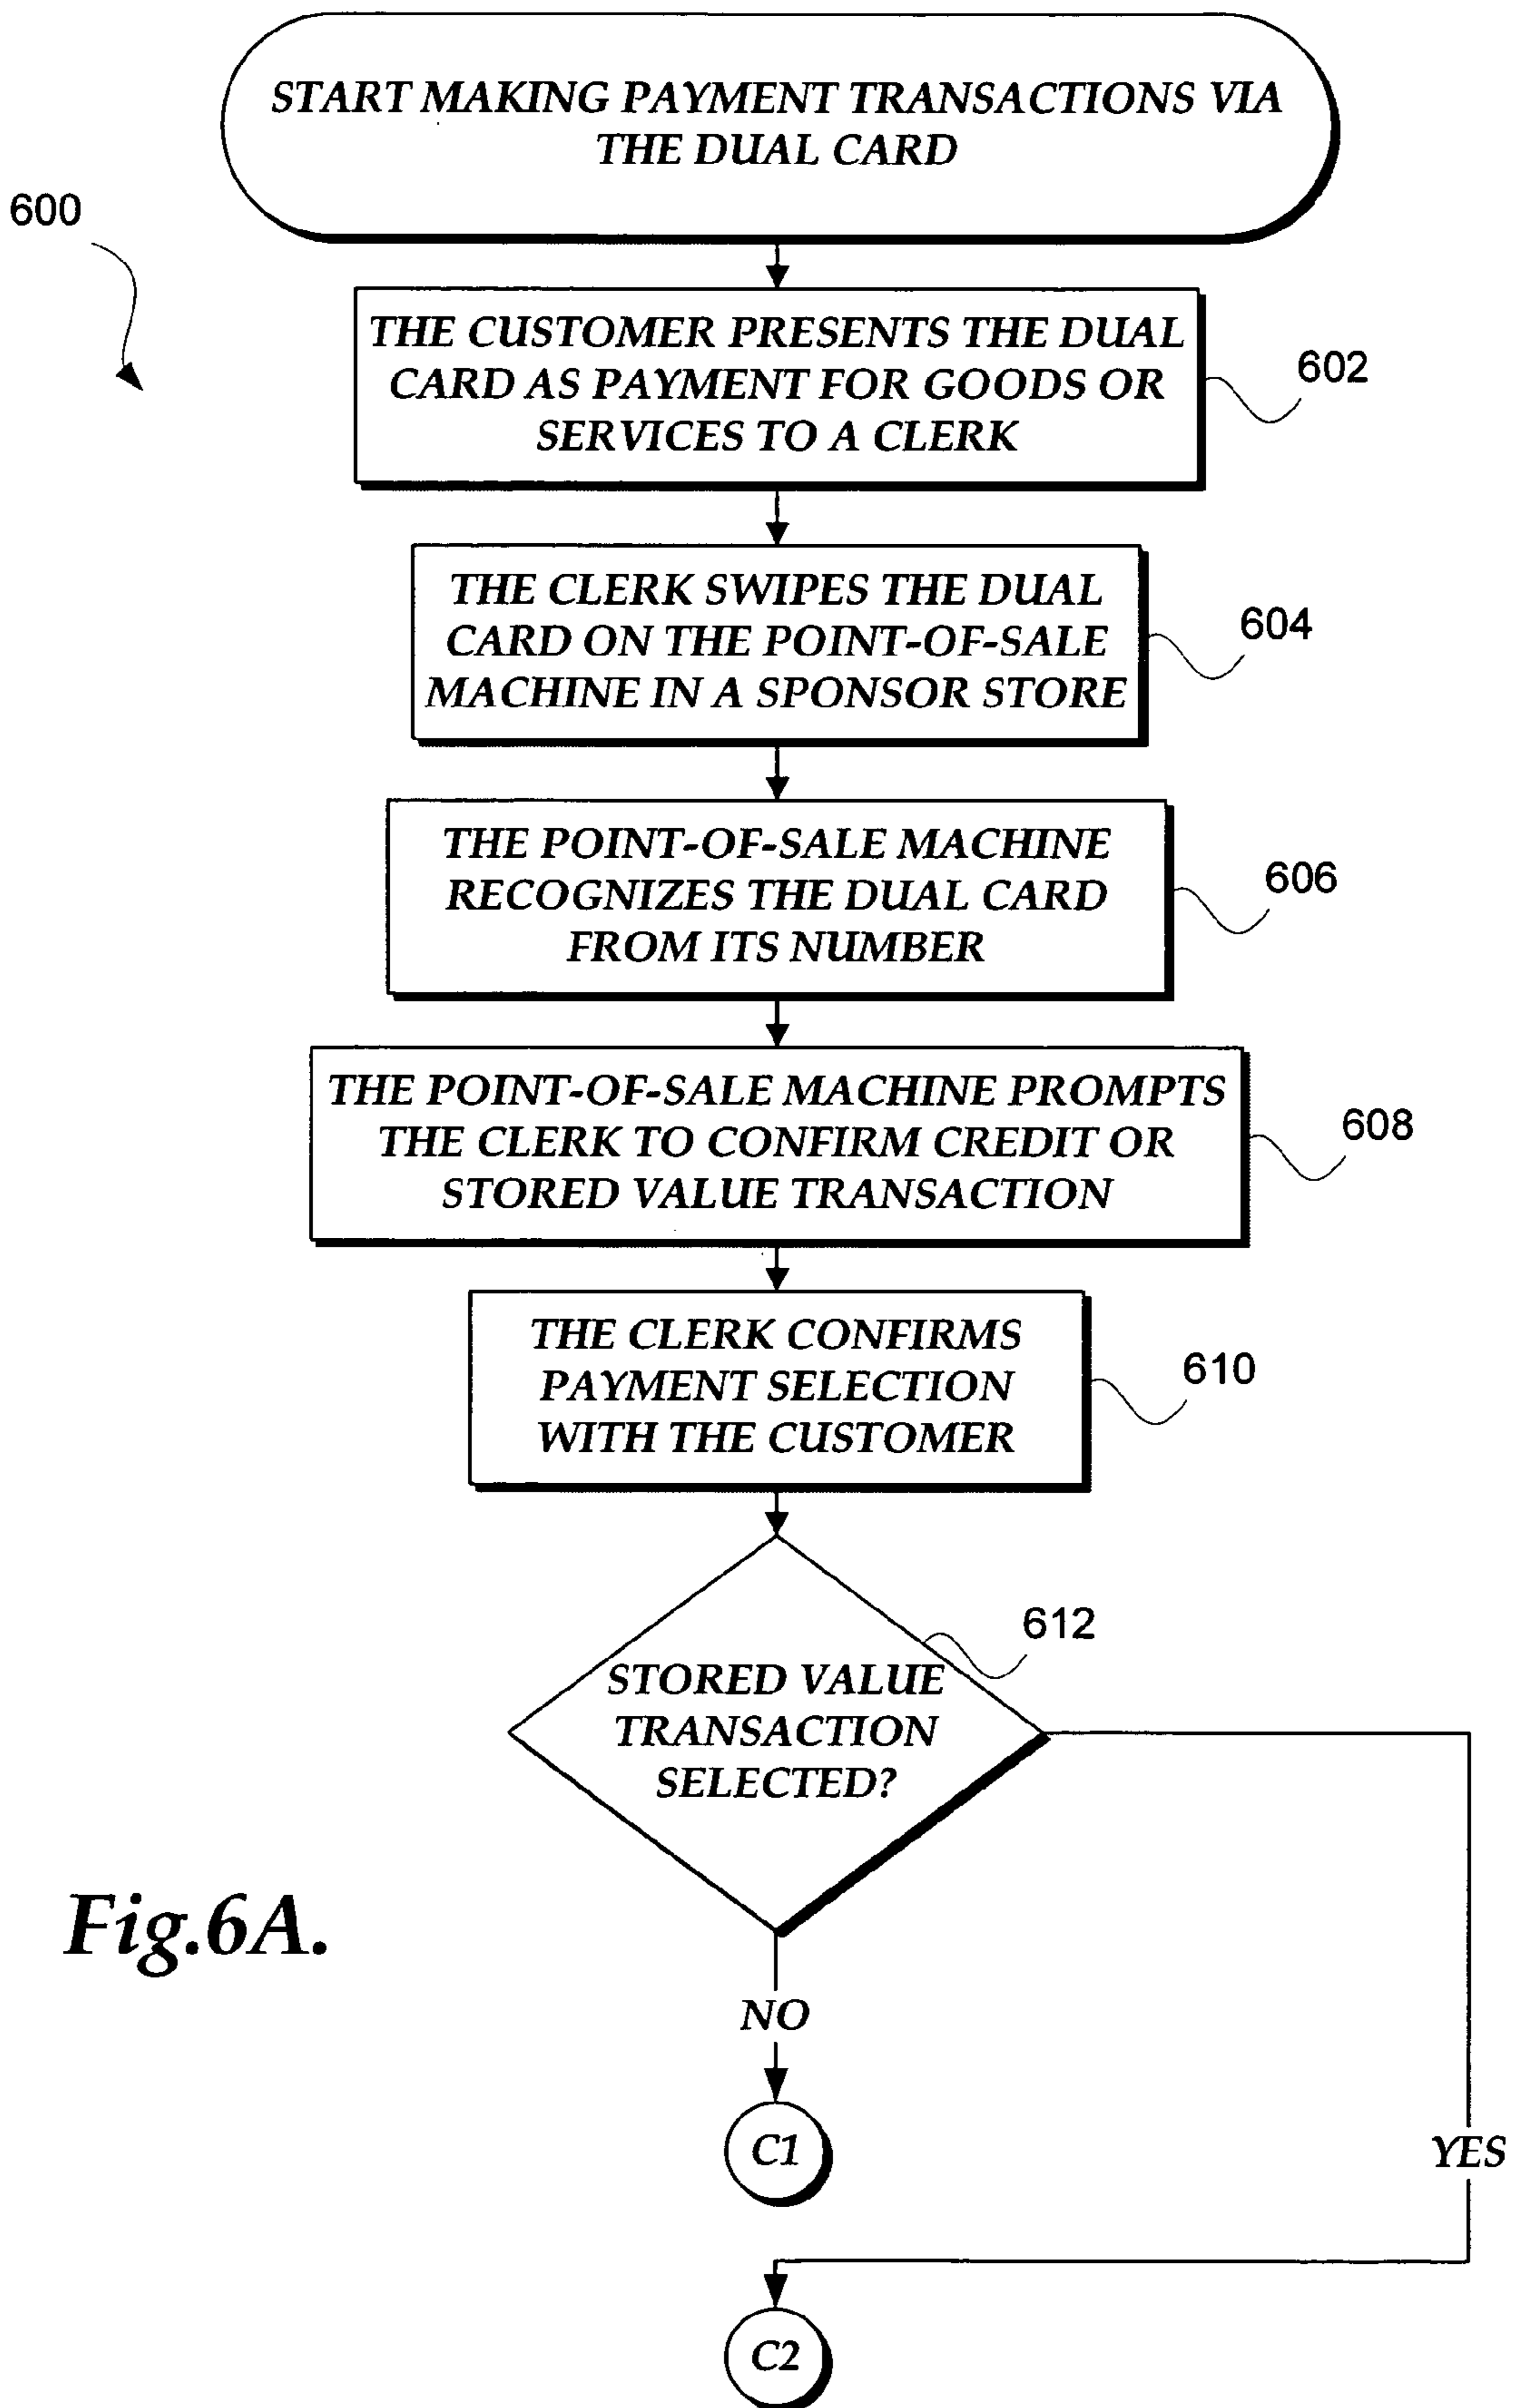 START MAKING PAYMENT TRANSACTIONS VIA
THE DUAL CARD
600
THE CUSTOMER PRESENTS THE DUAL
CARD AS PAYMENT FOR GOODS OR
SERVICES TO A CLERK
602
THE CLERK SWIPES THE DUAL
CARD ON THE POINT-OF-SALE
MACHINE IN A SPONSOR STORE
604
THE POINT-OF-SALE MACHINE
RECOGNIZES THE DUAL CARD
FROM ITS NUMBER
606
THE POINT-OF-SALE MACHINE PROMPTS
THE CLERK TO CONFIRM CREDIT OR
STORED VALUE TRANSACTION
608
THE CLERK CONFIRMS
PAYMENT SELECTION
WITH THE CUSTOMER
610
612
STORED VALUE
TRANSACTION
SELECTED?
Fig.6A.
NO
C1
YES
C2